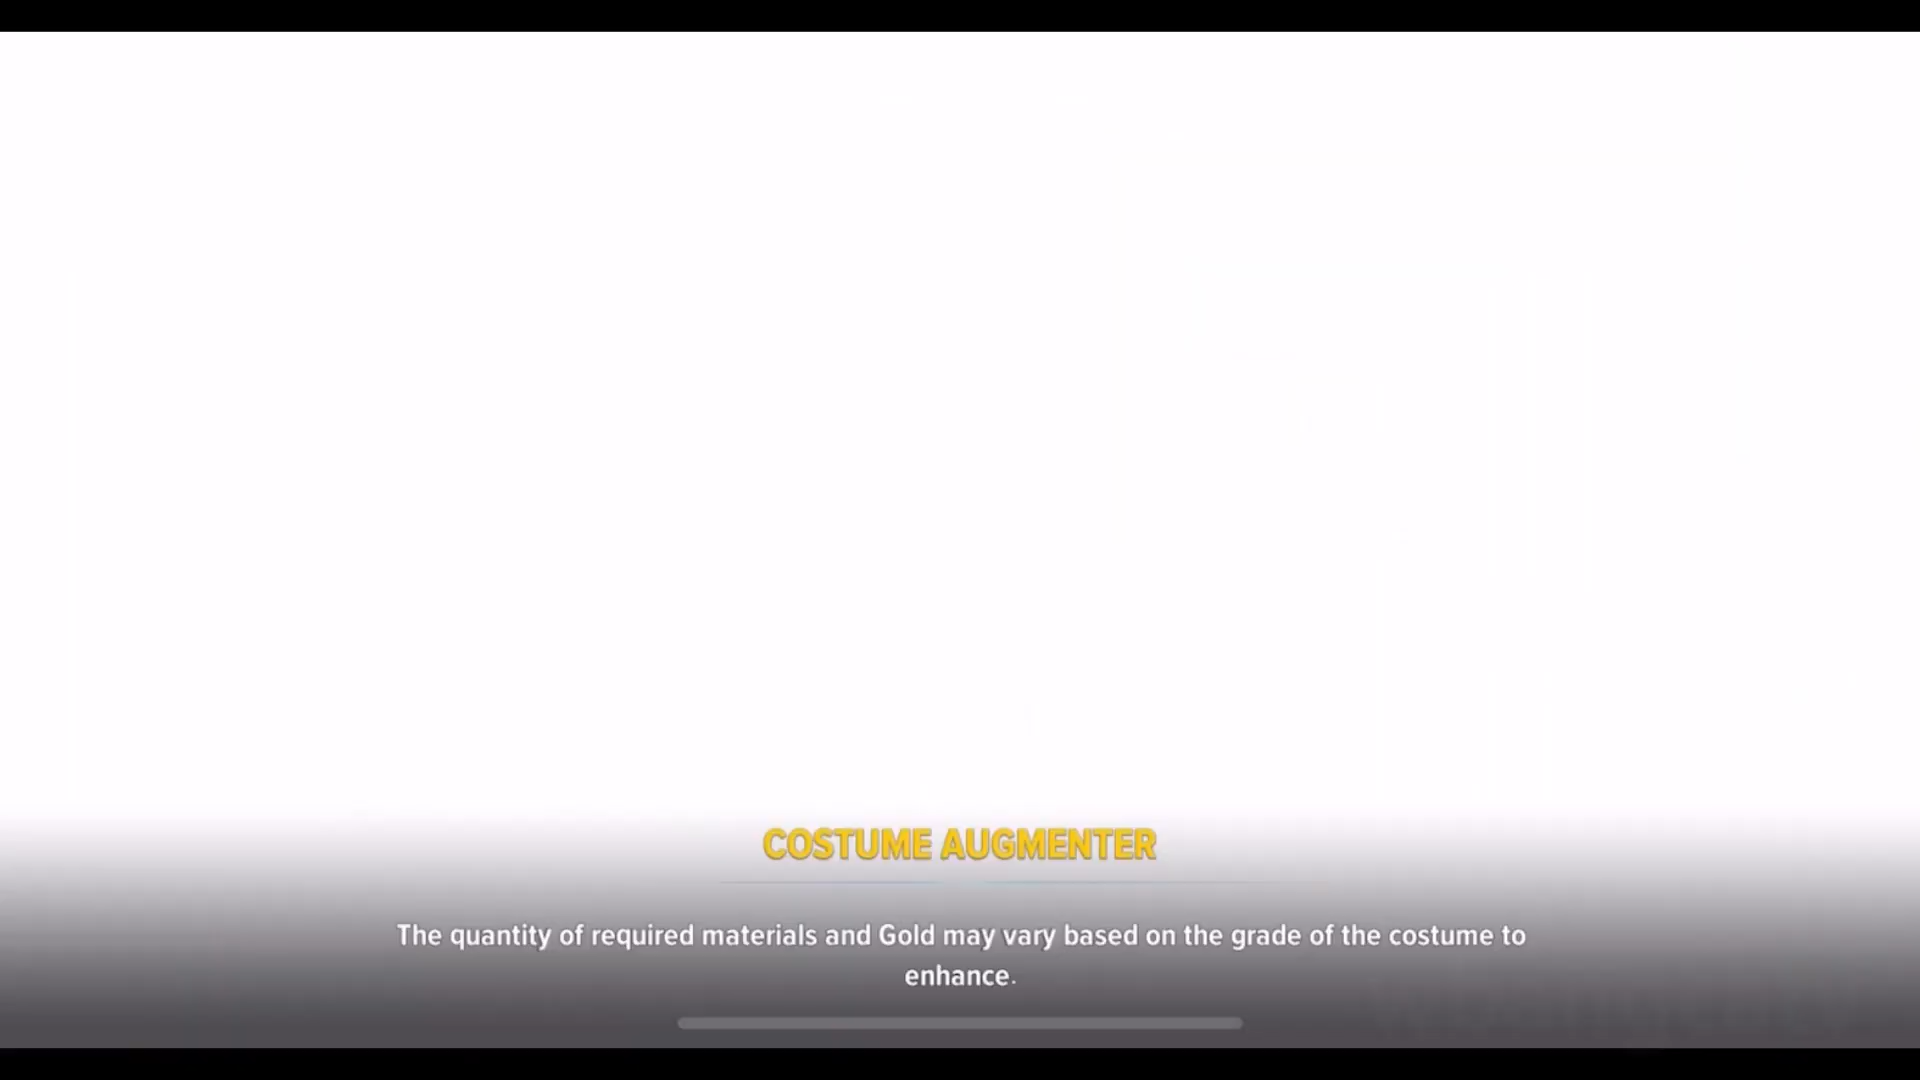 COSTUME AUGMENTER
The quantity of required materials and Gold may vary based on the grade of the costume to
enhance.